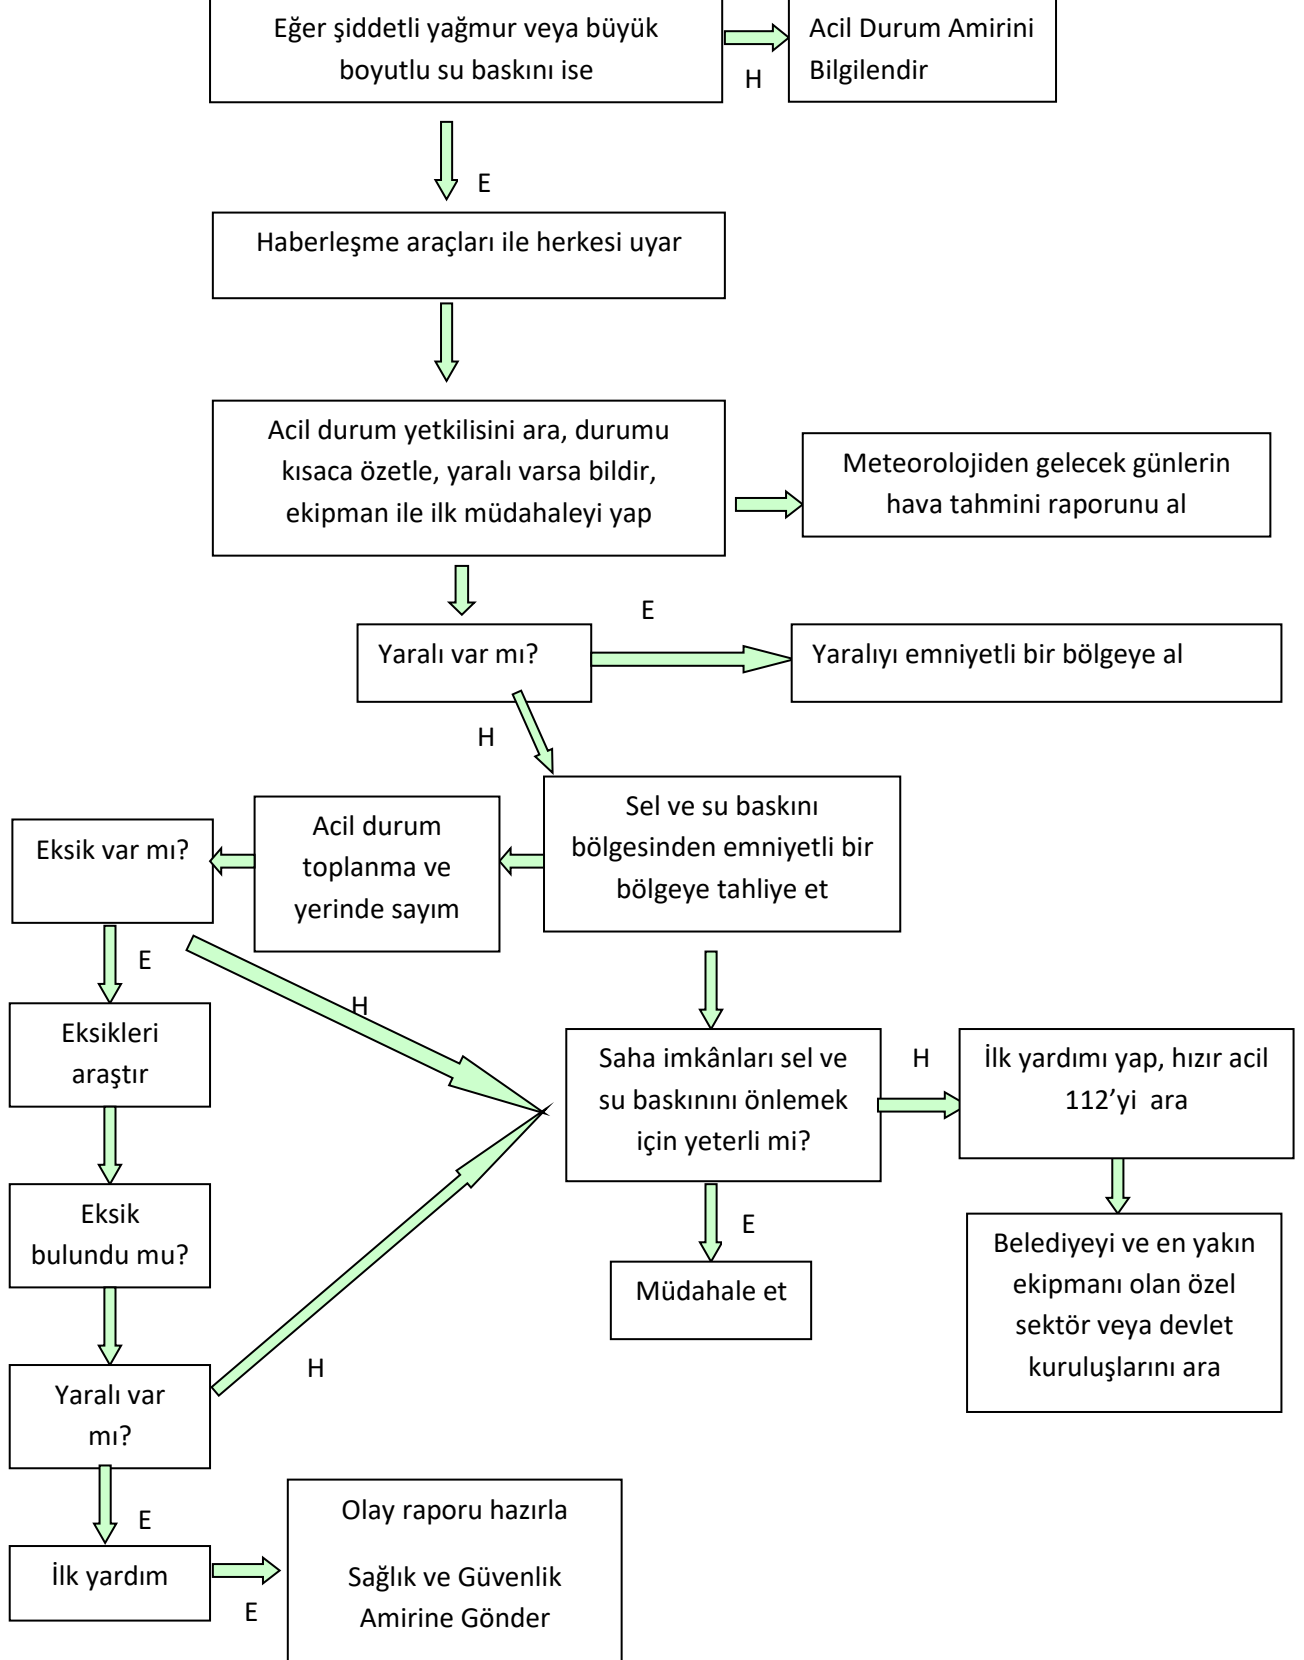 Eğer şiddetli yağmur veya büyük
boyutlu su baskını ise
H
Acil Durum Amirini
Bilgilendir
E
Haberleşme araçları ile herkesi uyar
Acil durum yetkilisini ara, durumu
kısaca özetle, yaralı varsa bildir,
ekipman ile ilk müdahaleyi yap
Meteorolojiden gelecek günlerin
hava tahmini raporunu al
E
Yaralı var mı?
Yaralıyı emniyetli bir bölgeye al
H
Sel ve su baskını
bölgesinden emniyetli bir
bölgeye tahliye et
Acil durum
toplanma ve
yerinde sayım
Eksik var mı?
E
H
Eksikleri
araştır
Saha imkânları sel ve
su baskınını önlemek
için yeterli mi?
H
İlk yardımı yap, hızır acil
112’yi  ara
Eksik
bulundu mu?
E
Müdahale et
Belediyeyi ve en yakın
ekipmanı olan özel
sektör veya devlet
kuruluşlarını ara
H
Yaralı var
mı?
E
İlk yardım
E
Olay raporu hazırla
Sağlık ve Güvenlik
Amirine Gönder